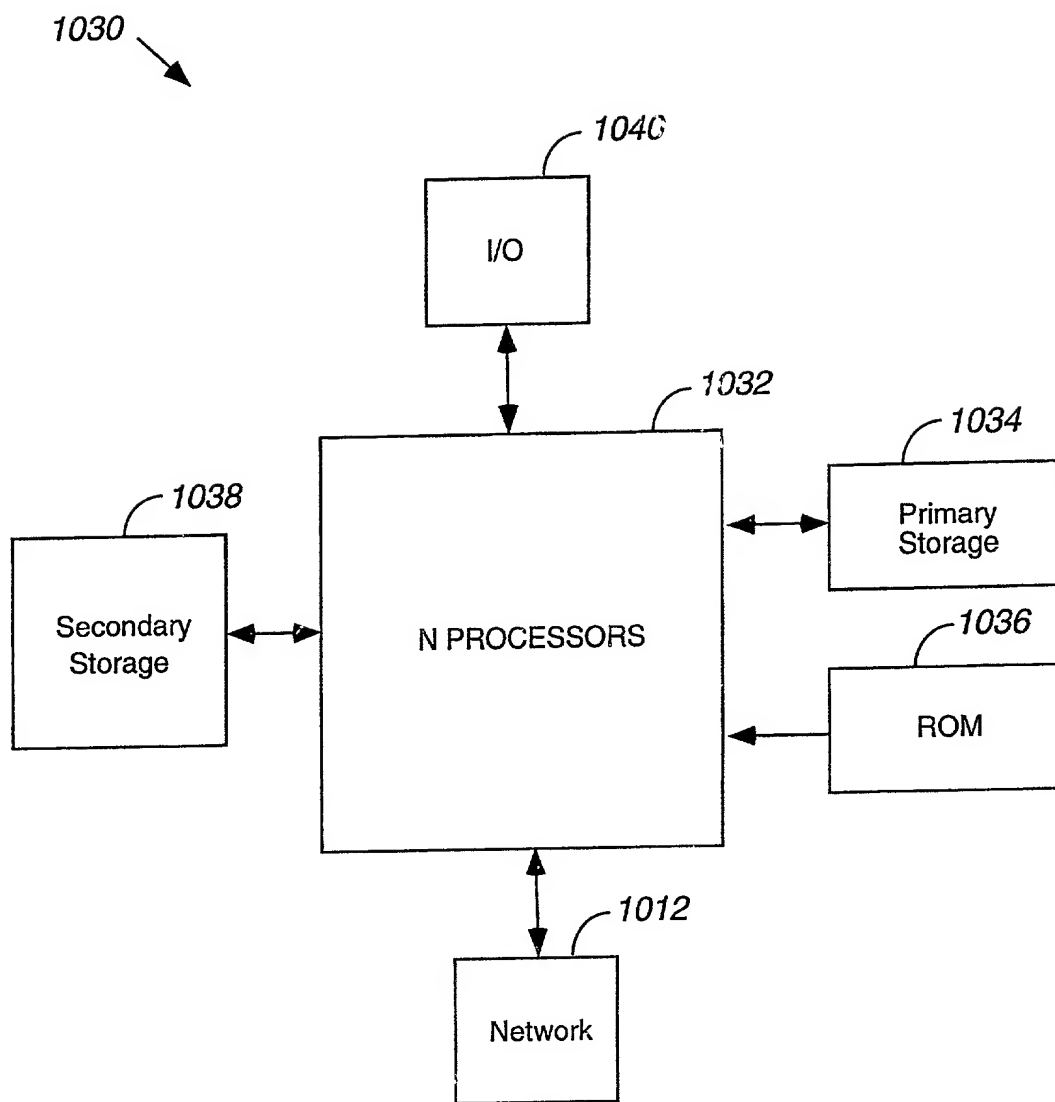 1030
1040
I/O
1032
1034
Primary
Storage
1038
Secondary
Storage
N PROCESSORS
1036
ROM
1012
Network